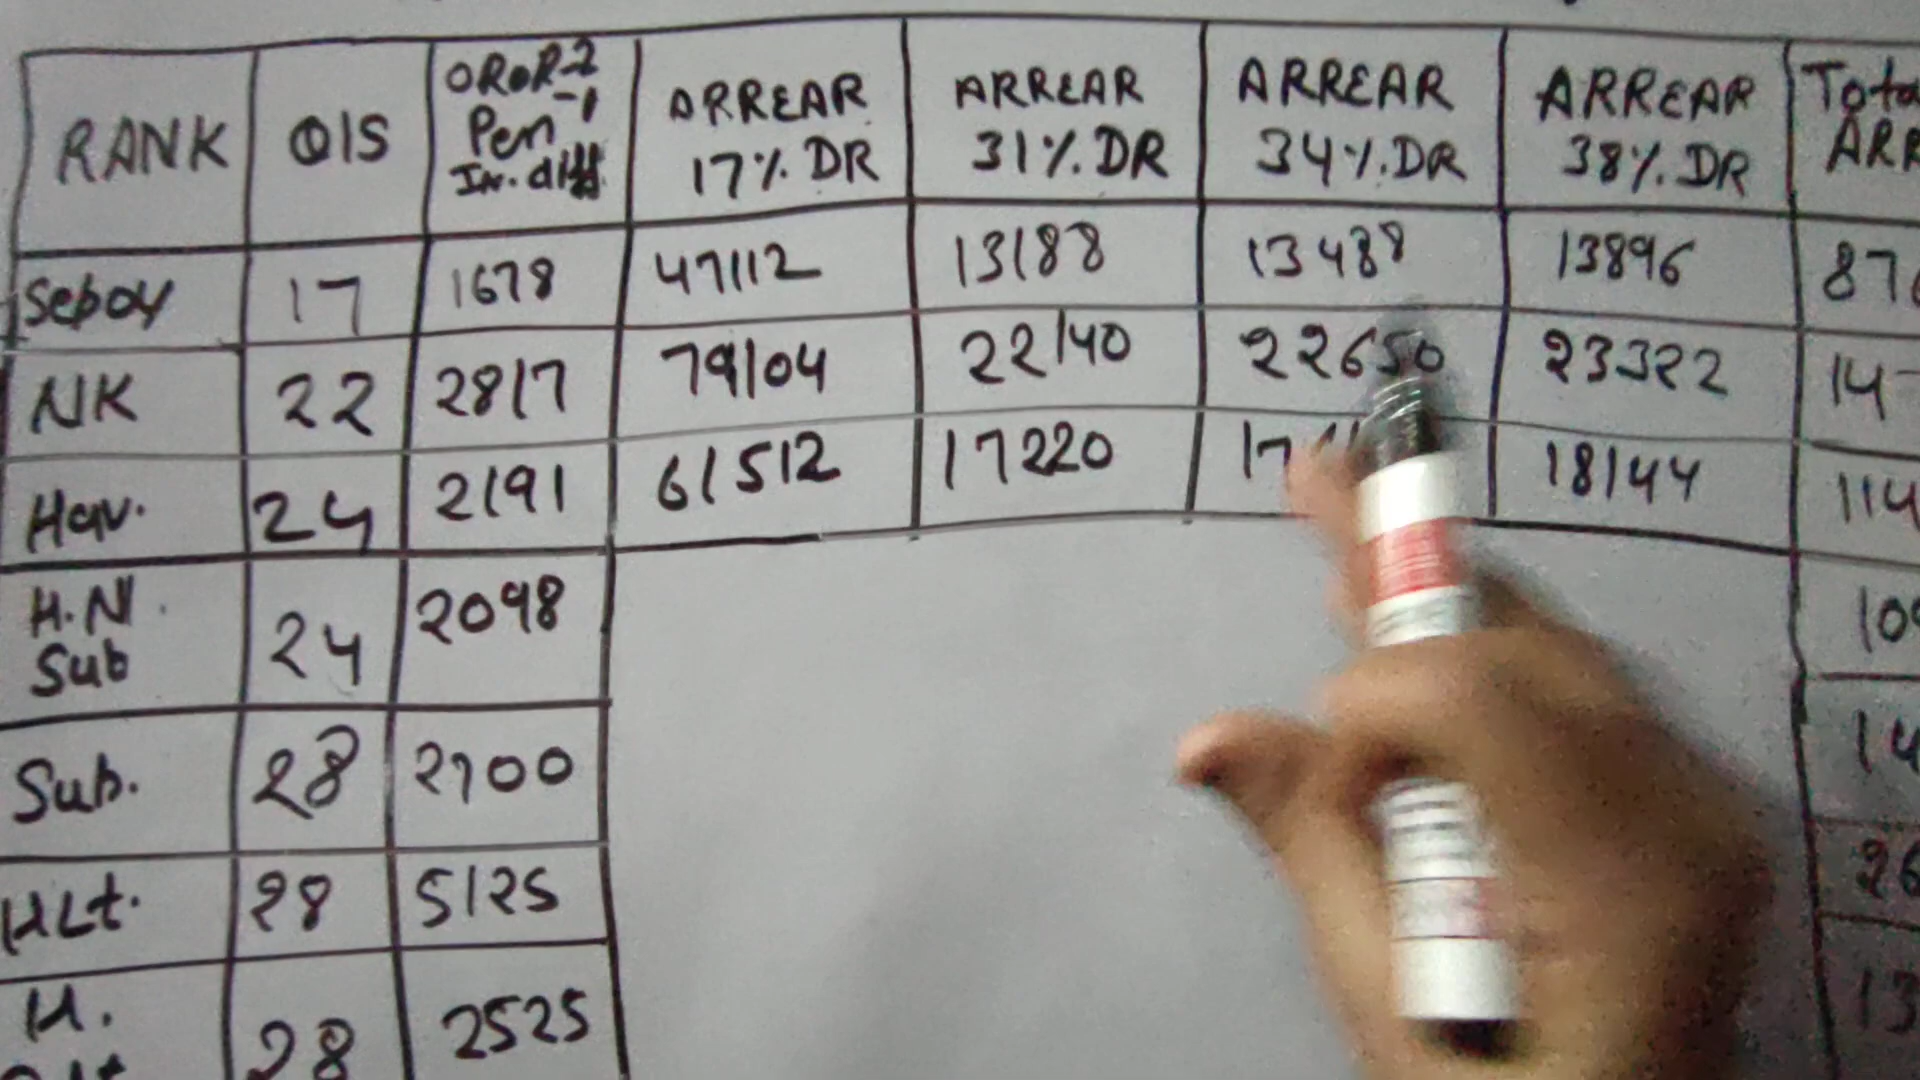 RANK QIS OROR-2 -1 Pen In. diff. ARREAR 17% DR ARREAR 31% DR ARREAR 34% DR ARREAR 38% DR
Sepoy 17 1678 47112 13188 13488 13896
NK 22 2817 79104 22140 22650 23322
Hav. 24 2191 61512 17220 18144
H.N. Sub 24 2098
Sub. 28 2700
HLt. 28 5125
H. 28 2525